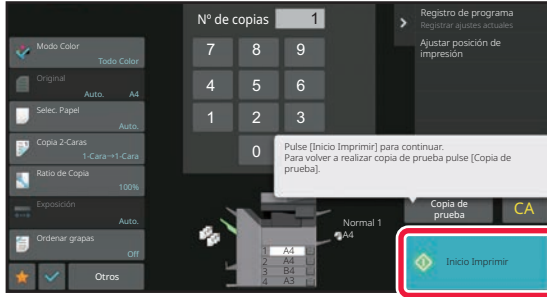 Nº de copias 1
Registro de programa
Registrar ajustes actuales
Ajustar posición de
impresión
Modo Color
Todo Color
Original
Auto. A4
Selec. Papel
Auto.
Copia 2-Caras
1-Cara→1-Cara
Ratio de Copia
100%
Exposición
Auto.
Ordenar grapas
Off
Otros
7 8 9
4 5 6
1 2 3
0
Pulse [Inicio Imprimir] para continuar.
Para volver a realizar copia de prueba pulse [Copia de
prueba].
Copia de
prueba
CA
Normal 1
A4
1 A4
2 A4
3 B4
4 A3
Inicio Imprimir